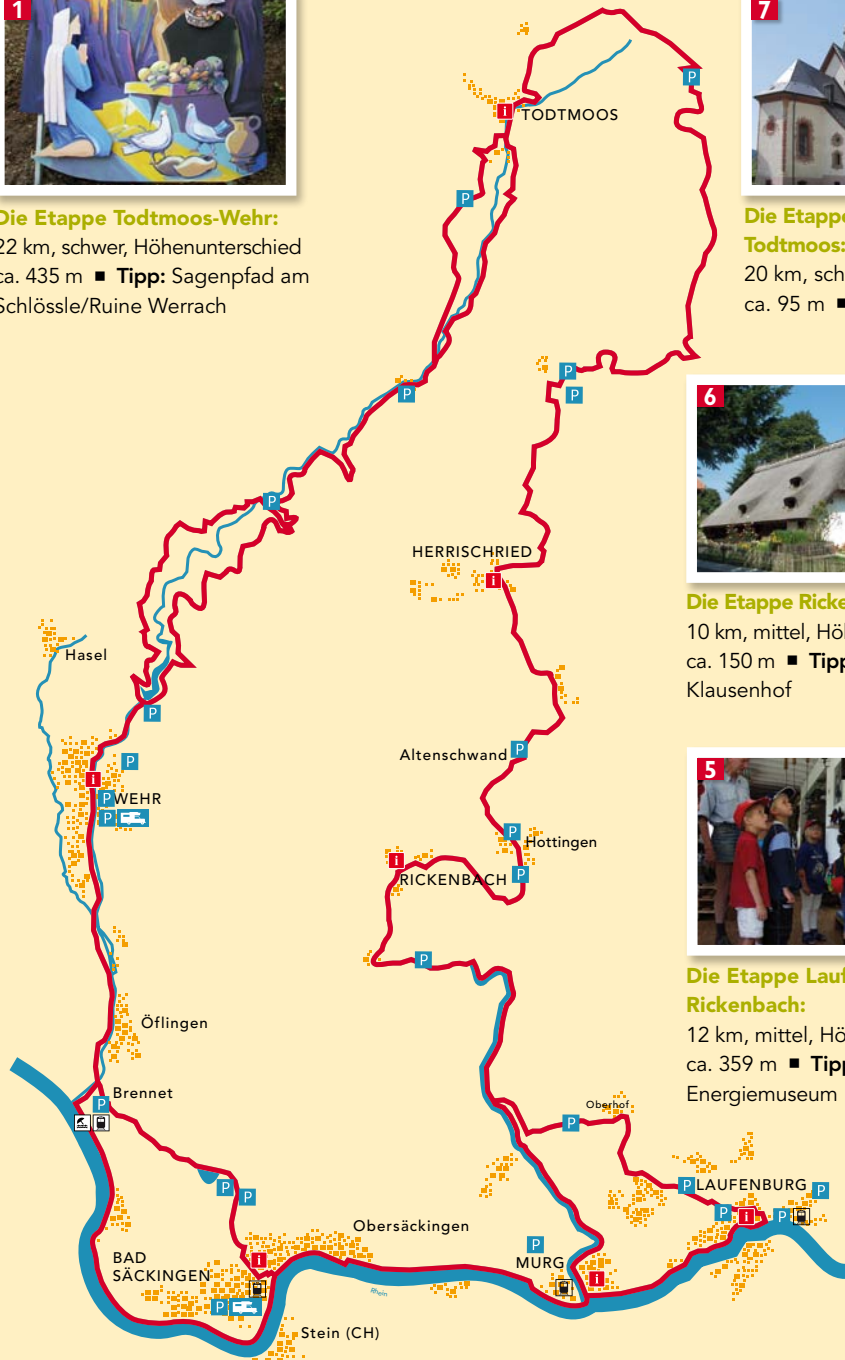 1
Die Etappe Todtmoos-Wehr:
22 km, schwer, Höhenunterschied
ca. 435 m ■ Tipp: Sagenpfad am
Schlössle/Ruine Werrach
7
Die Etappe
Todtmoos:
20 km, sch
ca. 95 m ■
6
Die Etappe Ricke
10 km, mittel, Höh
ca. 150 m ■ Tipp
Klausenhof
5
Die Etappe Lauf
Rickenbach:
12 km, mittel, Hö
ca. 359 m ■ Tipp
Energiemuseum
P
i
TODTMOOS
P
P
P
P
P
HERRISCHRIED
i
Hasel
P
Altenschwand
P
i
P
P
WEHR
P
P
Hottingen
i
RICKENBACH
P
P
Öflingen
Brennet
P
Oberhof
P
P
P
P
LAUFENBURG
P
P
i
P
Obersäckingen
P
MURG
i
BAD
SÄCKINGEN
i
P
Rhein
Stein (CH)